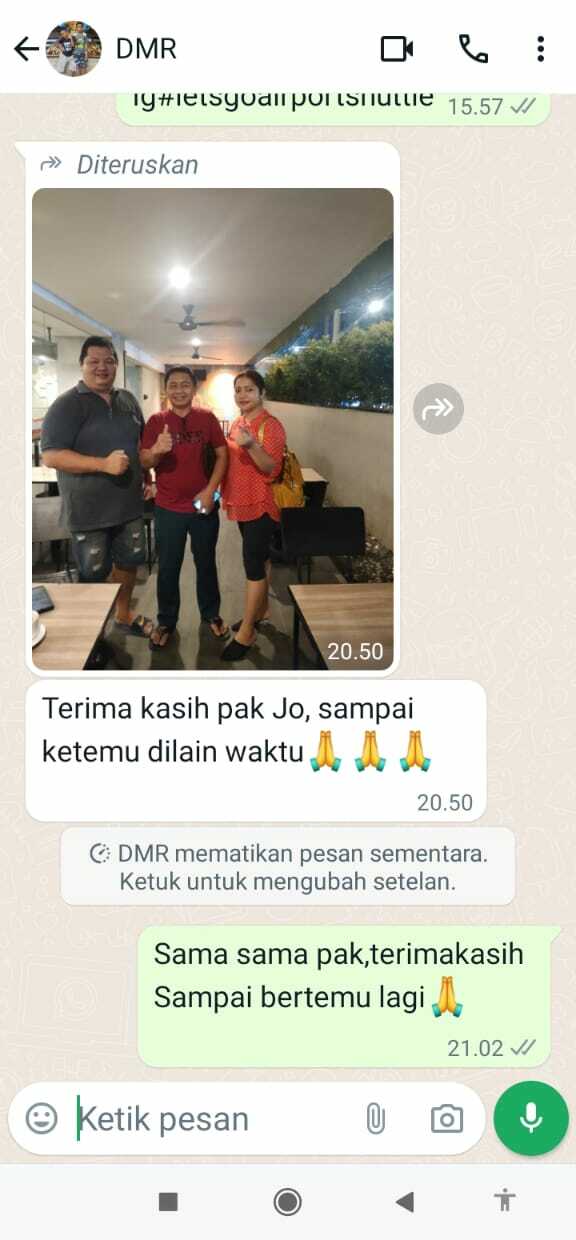 DMR
ig#letsgoairportshuttle 15.57
Diteruskan
20.50
Terima kasih pak Jo, sampai
ketemu dilain waktu🙏🙏🙏
20.50
DMR mematikan pesan sementara.
Ketuk untuk mengubah setelan.
Sama sama pak,terimakasih
Sampai bertemu lagi🙏
21.02
Ketik pesan